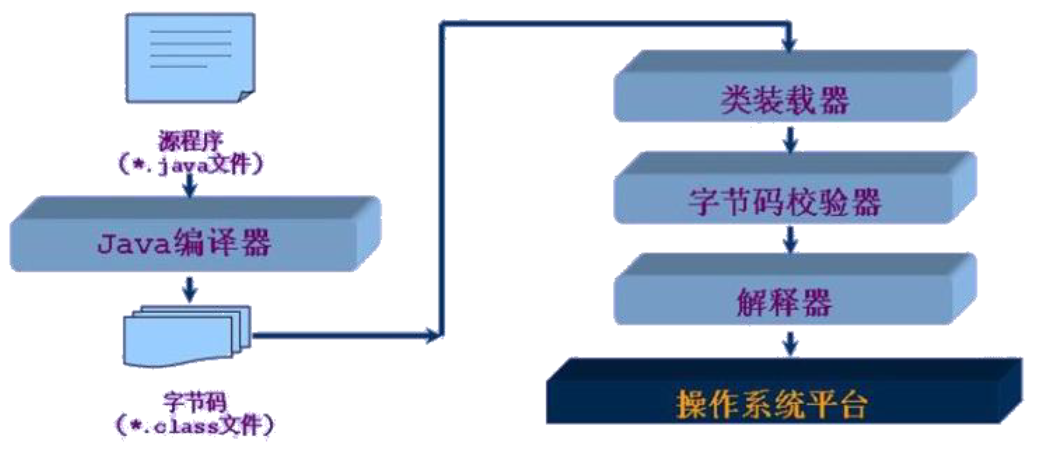 源程序
(*.java文件)
Java编译器
字节码
(*.class文件)
类装载器
字节码校验器
解释器
操作系统平台